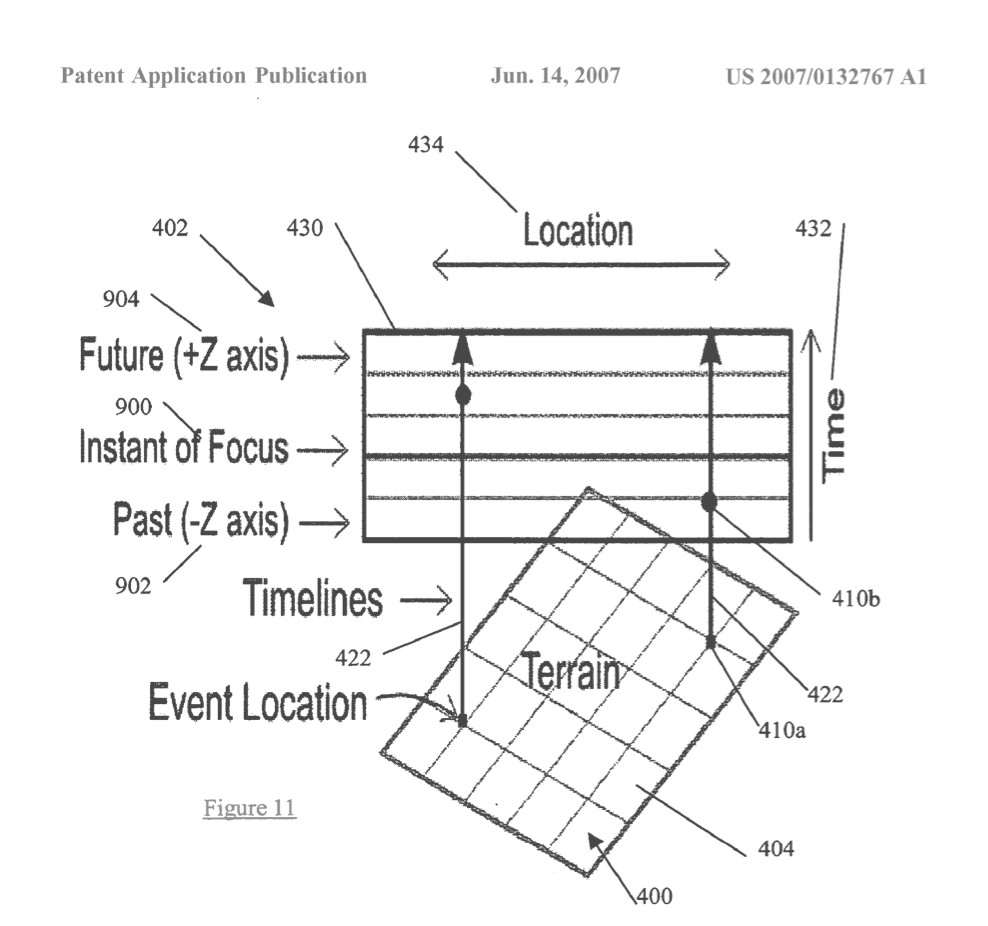 Patent Application Publication Jun. 14, 2007 US 2007/0132767 A1
434
402 430 Location 432
904
Future (+Z axis)
900
Instant of Focus
Time
Past (-Z axis)
902
Timelines
410b
422
Terrain
422
Event Location
410a
Figure 11
404
400